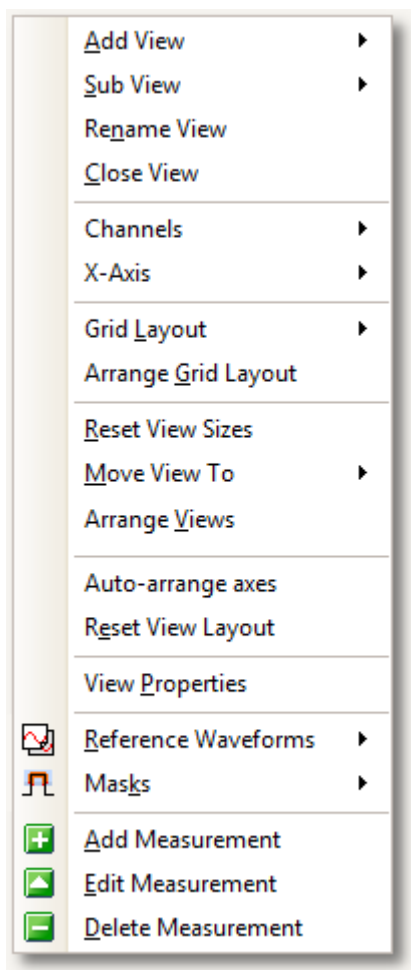 Add View
Sub View
Rename View
Close View
Channels
X-Axis
Grid Layout
Arrange Grid Layout
Reset View Sizes
Move View To
Arrange Views
Auto-arrange axes
Reset View Layout
View Properties
Reference Waveforms
Masks
Add Measurement
Edit Measurement
Delete Measurement